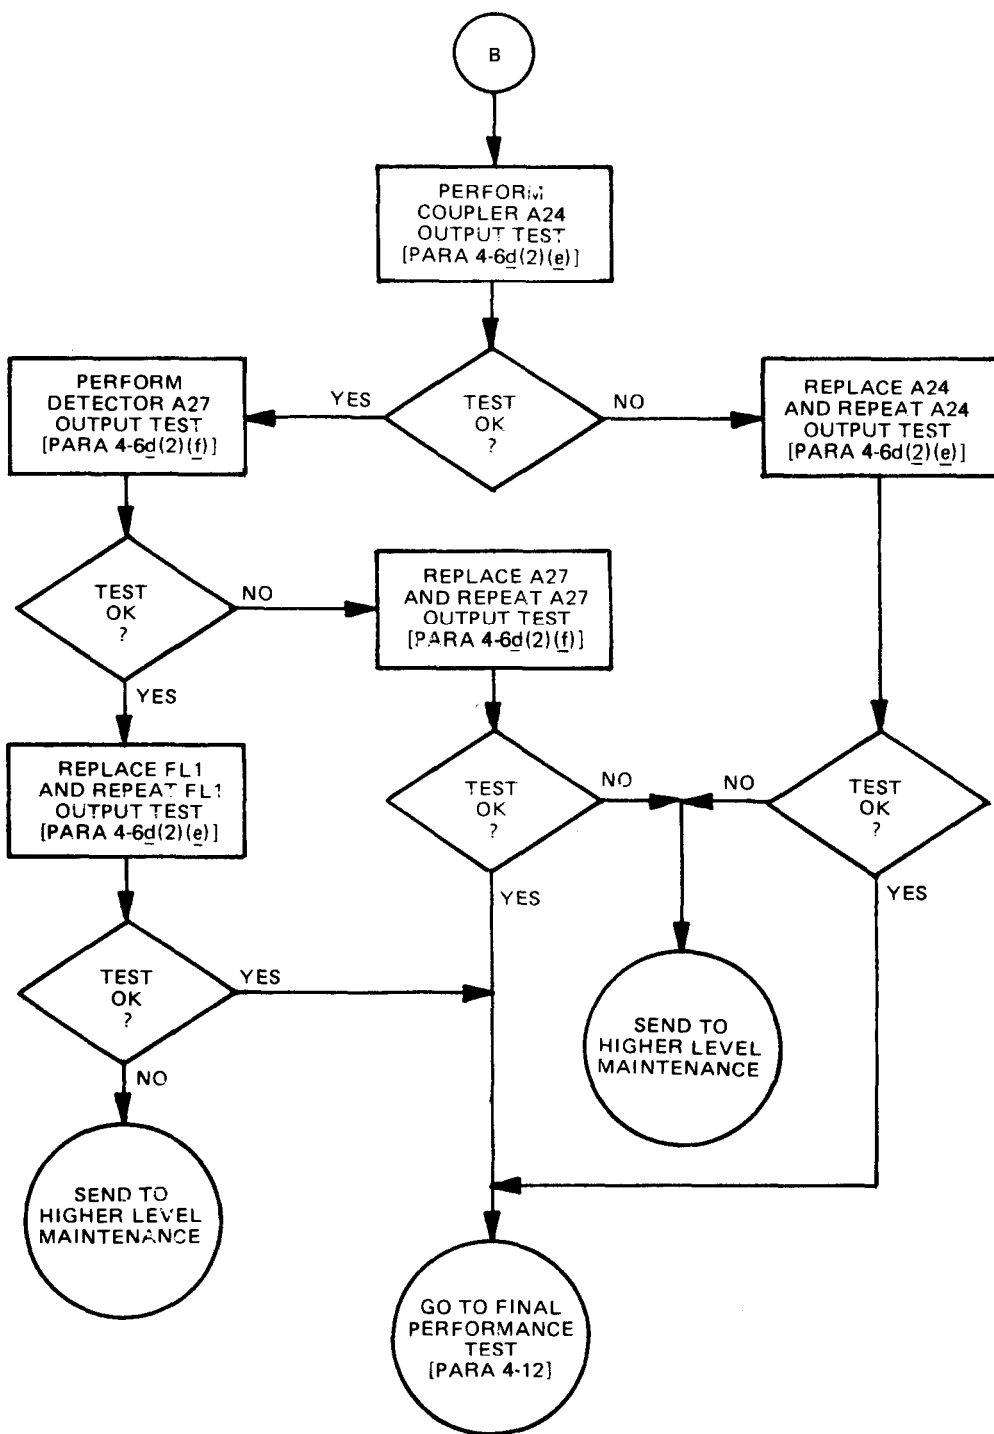 B
PERFORM
COUPLER A24
OUTPUT TEST
[PARA 4-6d(2)(e)]
TEST
OK
?
YES
NO
PERFORM
DETECTOR A27
OUTPUT TEST
[PARA 4-6d(2)(f)]
REPLACE A24
AND REPEAT A24
OUTPUT TEST
[PARA 4-6d(2)(e)]
TEST
OK
?
NO
YES
REPLACE A27
AND REPEAT A27
OUTPUT TEST
[PARA 4-6d(2)(f)]
REPLACE FL1
AND REPEAT FL1
OUTPUT TEST
[PARA 4-6d(2)(e)]
TEST
OK
?
NO
YES
NO
TEST
OK
?
YES
TEST
OK
?
YES
NO
SEND TO
HIGHER LEVEL
MAINTENANCE
SEND TO
HIGHER LEVEL
MAINTENANCE
GO TO FINAL
PERFORMANCE
TEST
[PARA 4-12]